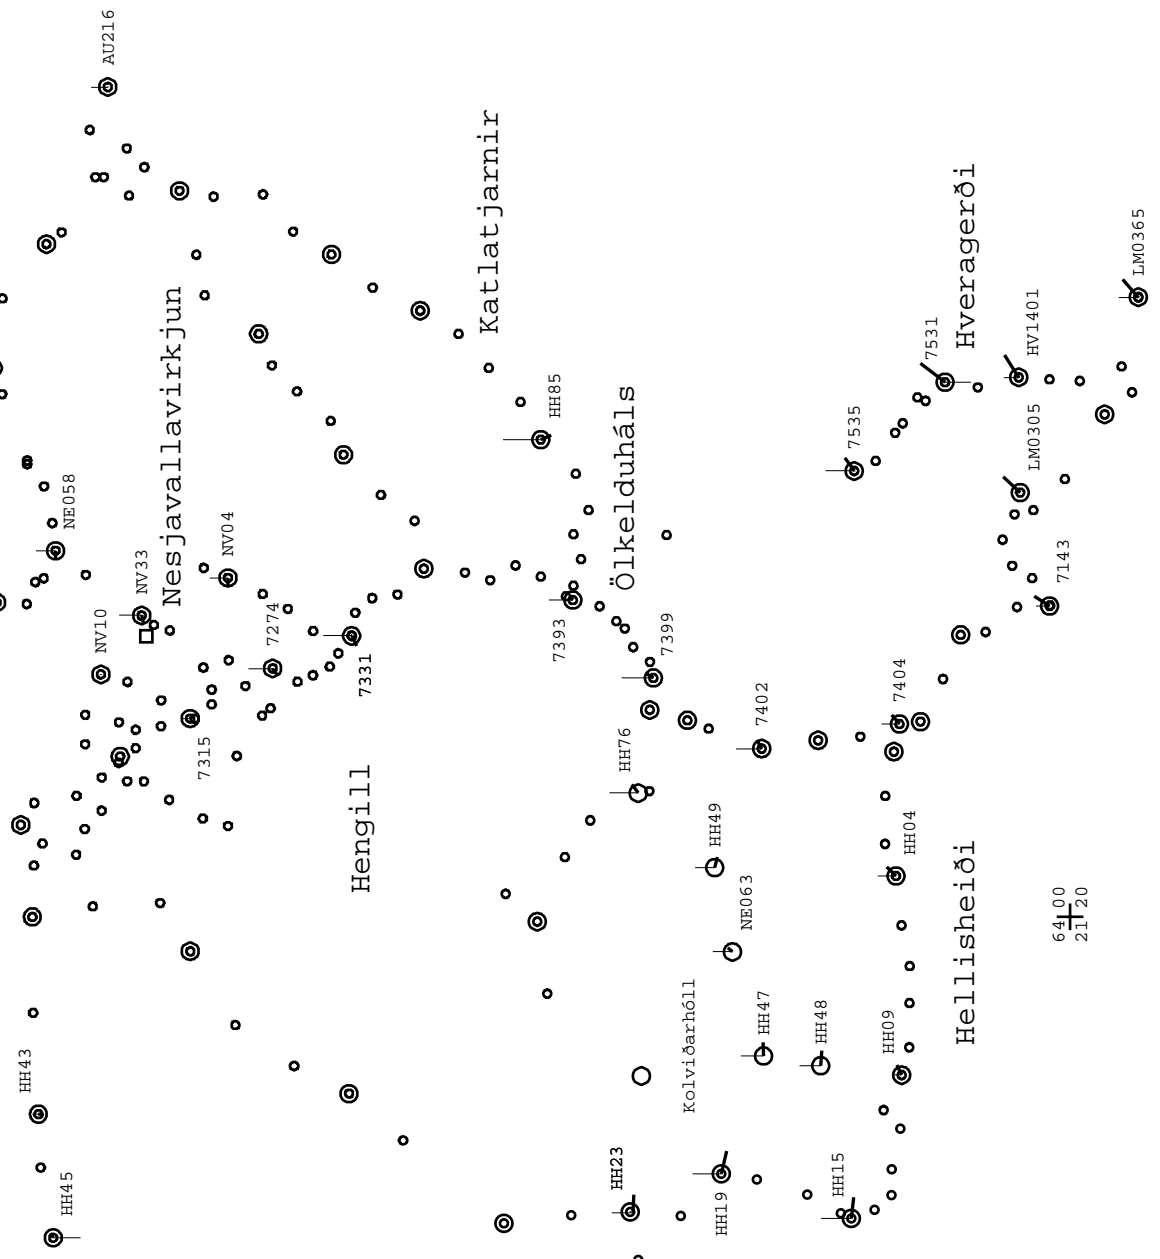 AU216
Katlatjarnir
Hveragerði
LM0365
NE058
Nesjavallavirkjun
NV33
NV04
NV10
7274
HH85
Ölkelduháls
7531
HV1401
7535
LM0305
7143
7393
7399
7331
7315
7402
7404
HH76
Hengill
HH49
HH04
NE063
Hellisheiði
64 00
21 20
Kolviðarhóll
HH47
HH48
HH09
HH43
HH45
HH23
HH19
HH15